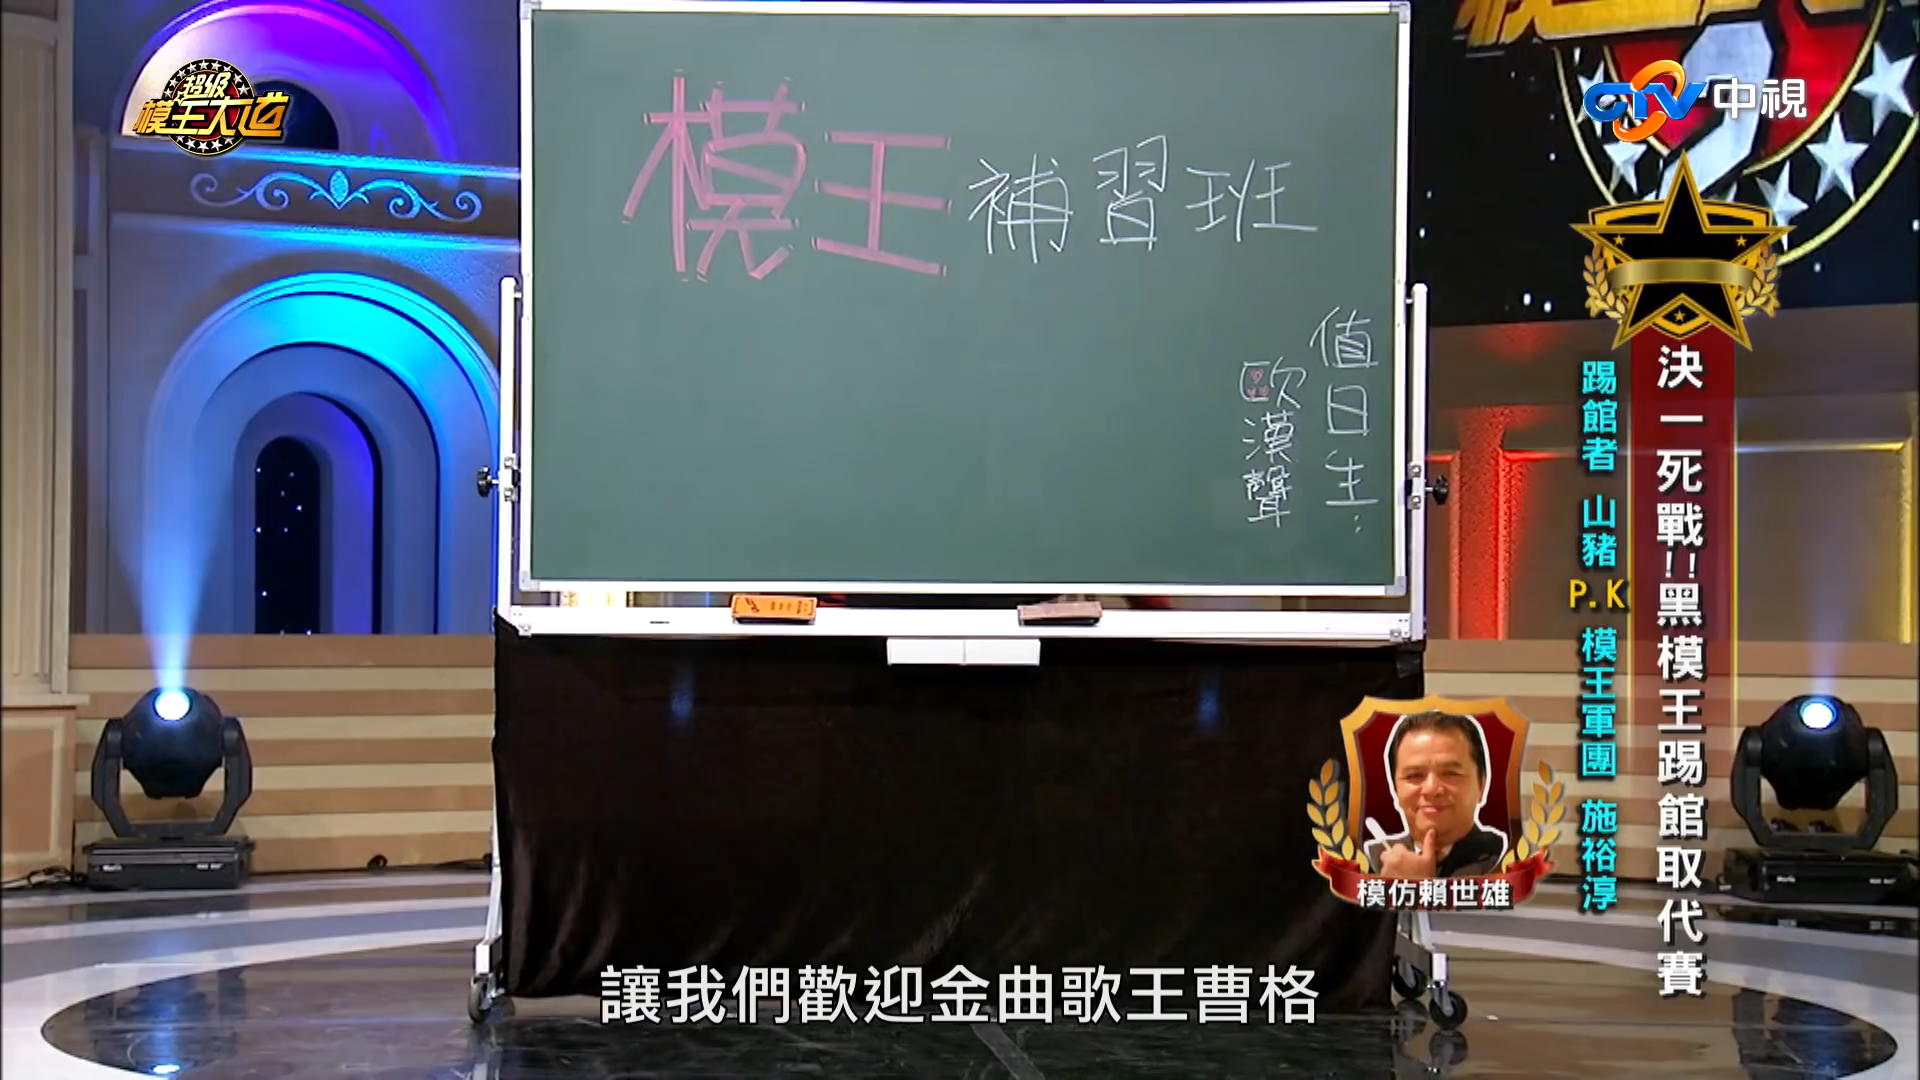 超級
模王大道
CTV中視
模王補習班
值日生:
歐漢聲
決一死戰!!黑模王踢館取代賽
踢館者 山豬 P.K 模王軍團 施裕淳
模仿賴世雄
讓我們歡迎金曲歌王曹格